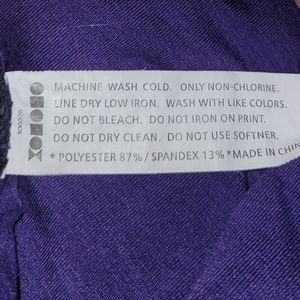 MACHINE WASH COLD. ONLY NON-CHLORINE.
LINE DRY LOW IRON. WASH WITH LIKE COLORS.
DO NOT BLEACH. DO NOT IRON ON PRINT.
DO NOT DRY CLEAN. DO NOT USE SOFTNER.
* POLYESTER 87% / SPANDEX 13% *MADE IN CHIN